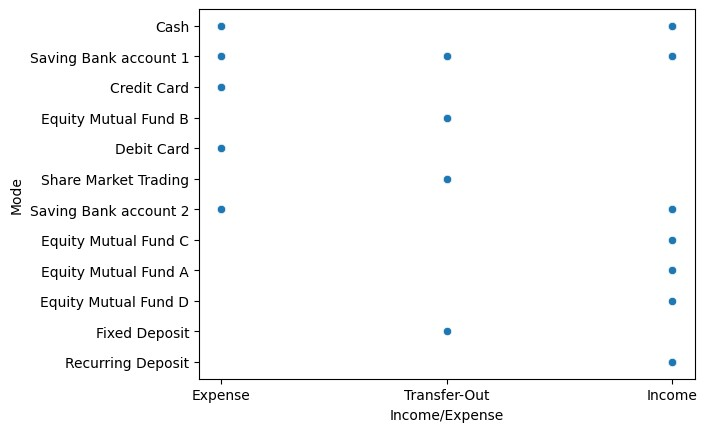 Cash
Saving Bank account 1
Credit Card
Equity Mutual Fund B
Debit Card
Share Market Trading
Saving Bank account 2
Equity Mutual Fund C
Equity Mutual Fund A
Equity Mutual Fund D
Fixed Deposit
Recurring Deposit
Mode
Expense Transfer-Out Income
Income/Expense